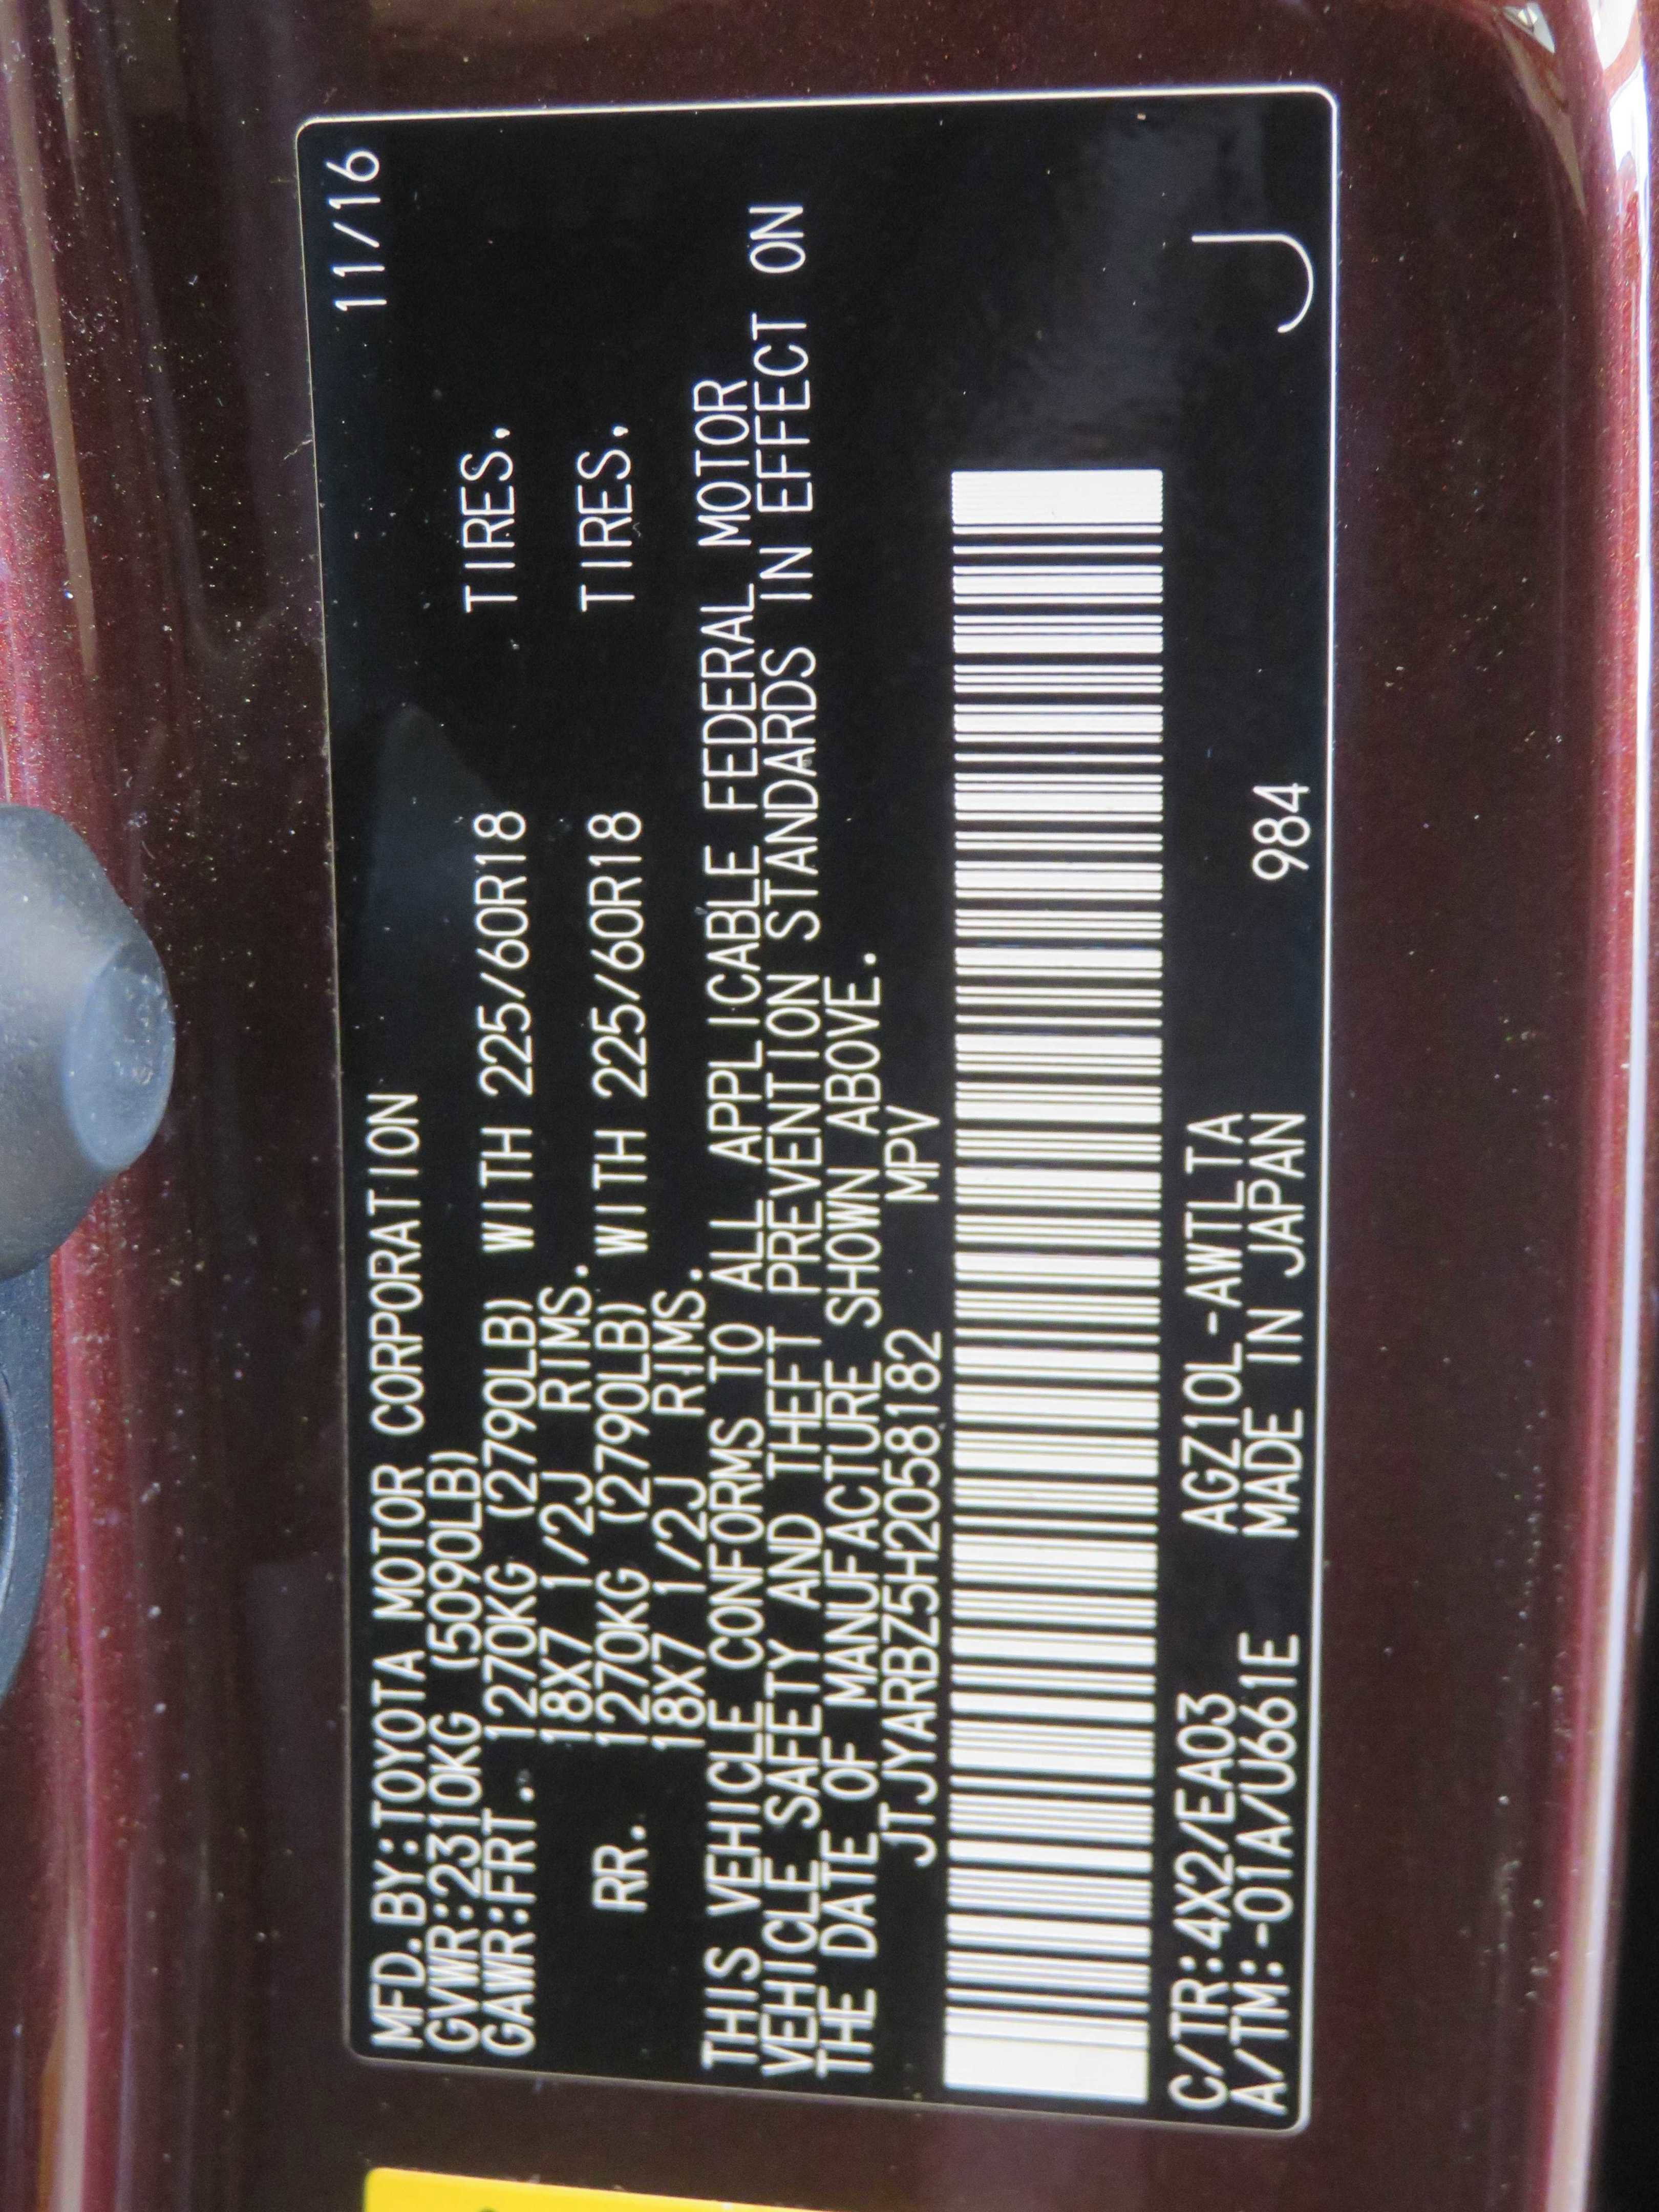 11/16
MFD.BY:TOYOTA MOTOR CORPORATION
GVWR:2310KG (5090LB)
GAWR:FRT. 1270KG (2790LB) WITH 225/60R18 TIRES.
18X7 1/2J RIMS.
RR. 1270KG (2790LB) WITH 225/60R18 TIRES.
18X7 1/2J RIMS.
THIS VEHICLE CONFORMS TO ALL APPLICABLE FEDERAL MOTOR
VEHICLE SAFETY AND THEFT PREVENTION STANDARDS IN EFFECT ON
THE DATE OF MANUFACTURE SHOWN ABOVE.
JTJYARBZ5H2058182 MPV
C/TR:4X2/EA03 AGZ10L-AWTLTA
A/TM:-01A/U661E MADE IN JAPAN 984 J